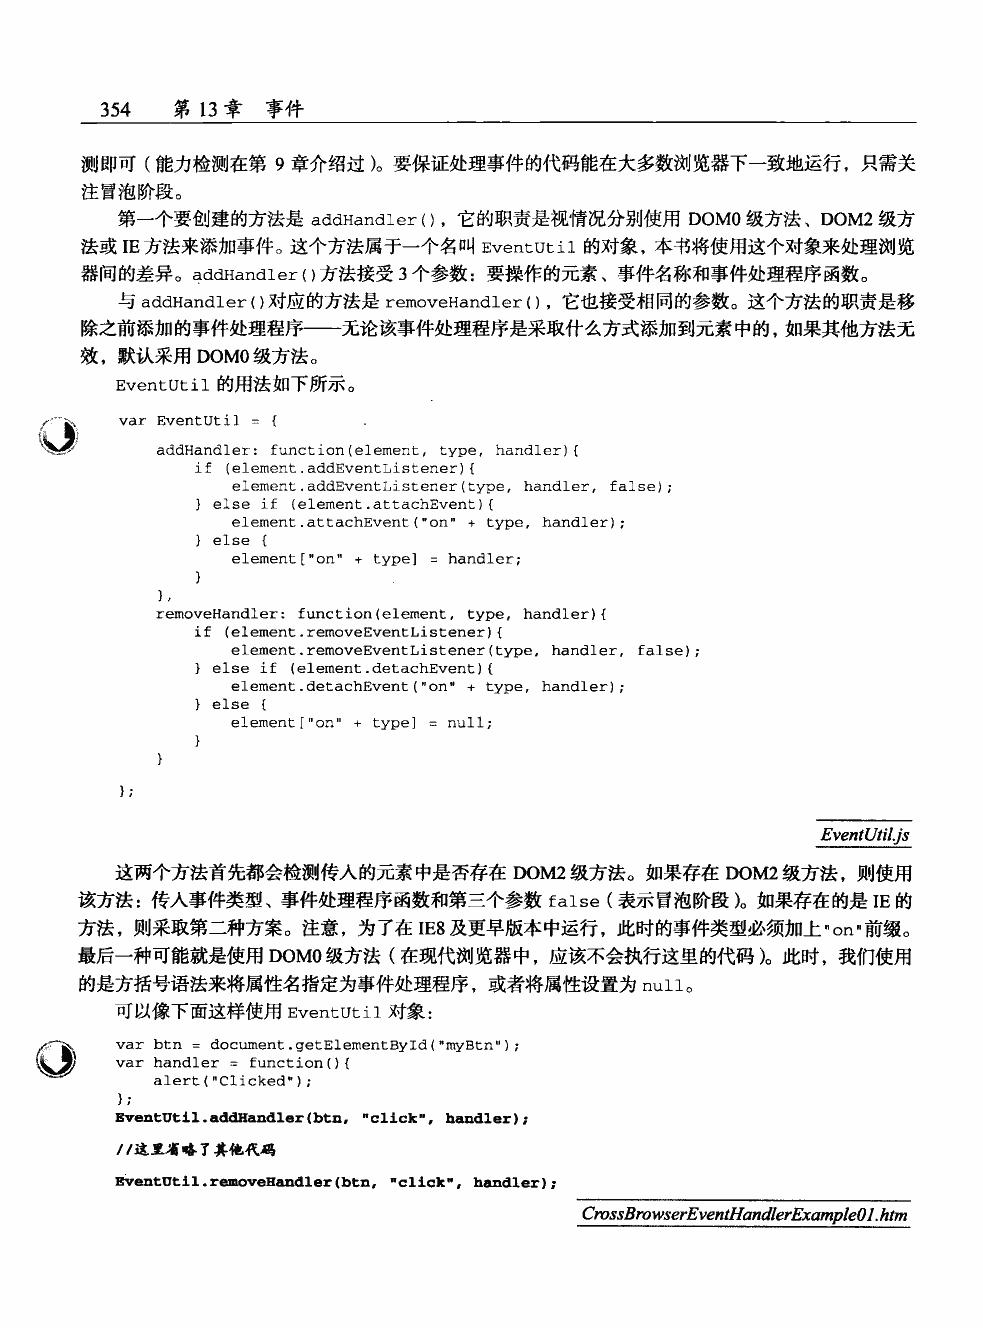 354 第 13 章 事件
测即可（能力检测在第 9 章介绍过）。要保证处理事件的代码能在大多数浏览器下一致地运行，只需关
注冒泡阶段。
第一个要创建的方法是 addHandler()，它的职责是视情况分别使用 DOM0 级方法、DOM2 级方
法或 IE 方法来添加事件。这个方法属于一个名叫 EventUtil 的对象，本书将使用这个对象来处理浏览
器间的差异。addHandler()方法接受 3 个参数：要操作的元素、事件名称和事件处理程序函数。
与 addHandler()对应的方法是 removeHandler()，它也接受相同的参数。这个方法的职责是移
除之前添加的事件处理程序——无论该事件处理程序是采取什么方式添加到元素中的，如果其他方法无
效，默认采用 DOM0 级方法。
EventUtil 的用法如下所示。
var EventUtil = {
addHandler: function(element, type, handler){
if (element.addEventListener){
element.addEventListener(type, handler, false);
} else if (element.attachEvent){
element.attachEvent("on" + type, handler);
} else {
element["on" + type] = handler;
}
},
removeHandler: function(element, type, handler){
if (element.removeEventListener){
element.removeEventListener(type, handler, false);
} else if (element.detachEvent){
element.detachEvent("on" + type, handler);
} else {
element["on" + type] = null;
}
}
};
EventUtil.js
这两个方法首先都会检测传入的元素中是否存在 DOM2 级方法。如果存在 DOM2 级方法，则使用
该方法：传入事件类型、事件处理程序函数和第三个参数 false（表示冒泡阶段）。如果存在的是 IE 的
方法，则采取第二种方案。注意，为了在 IE8 及更早版本中运行，此时的事件类型必须加上"on"前缀。
最后一种可能就是使用 DOM0 级方法（在现代浏览器中，应该不会执行这里的代码）。此时，我们使用
的是方括号语法来将属性名指定为事件处理程序，或者将属性设置为 null。
可以像下面这样使用 EventUtil 对象：
var btn = document.getElementById("myBtn");
var handler = function(){
alert("Clicked");
};
EventUtil.addHandler(btn, "click", handler);
//这里省略了其他代码
EventUtil.removeHandler(btn, "click", handler);
CrossBrowserEventHandlerExample01.htm